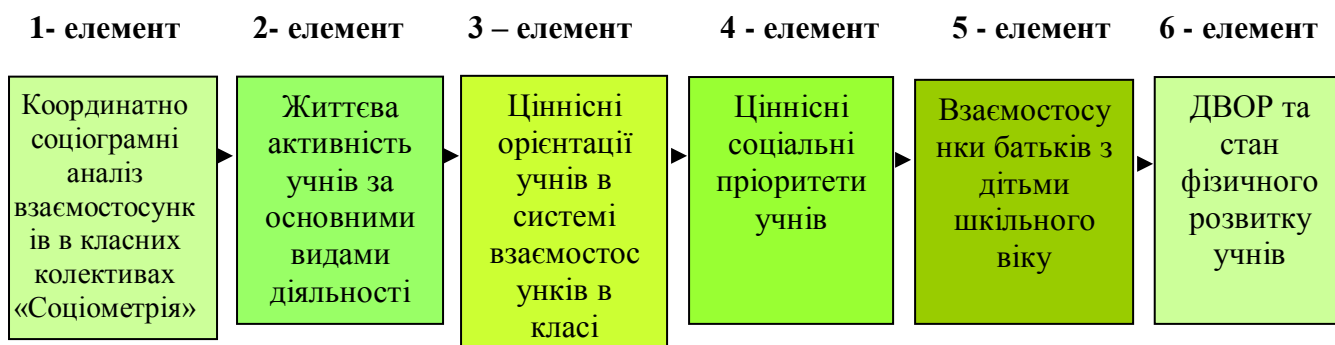 1- елемент 2- елемент 3 – елемент 4 - елемент 5 - елемент 6 - елемент
Координатно
соціограмні
аналіз
взаємостосунк
ів в класних
колективах
«Соціометрія»
Життєва
активність
учнів за
основними
видами
діяльності
Ціннісні
орієнтації
учнів в
системі
взаємостос
унків в
класі
Ціннісні
соціальні
пріоритети
учнів
Взаємостосу
нки батьків з
дітьми
шкільного
віку
ДВОР та
стан
фізичного
розвитку
учнів